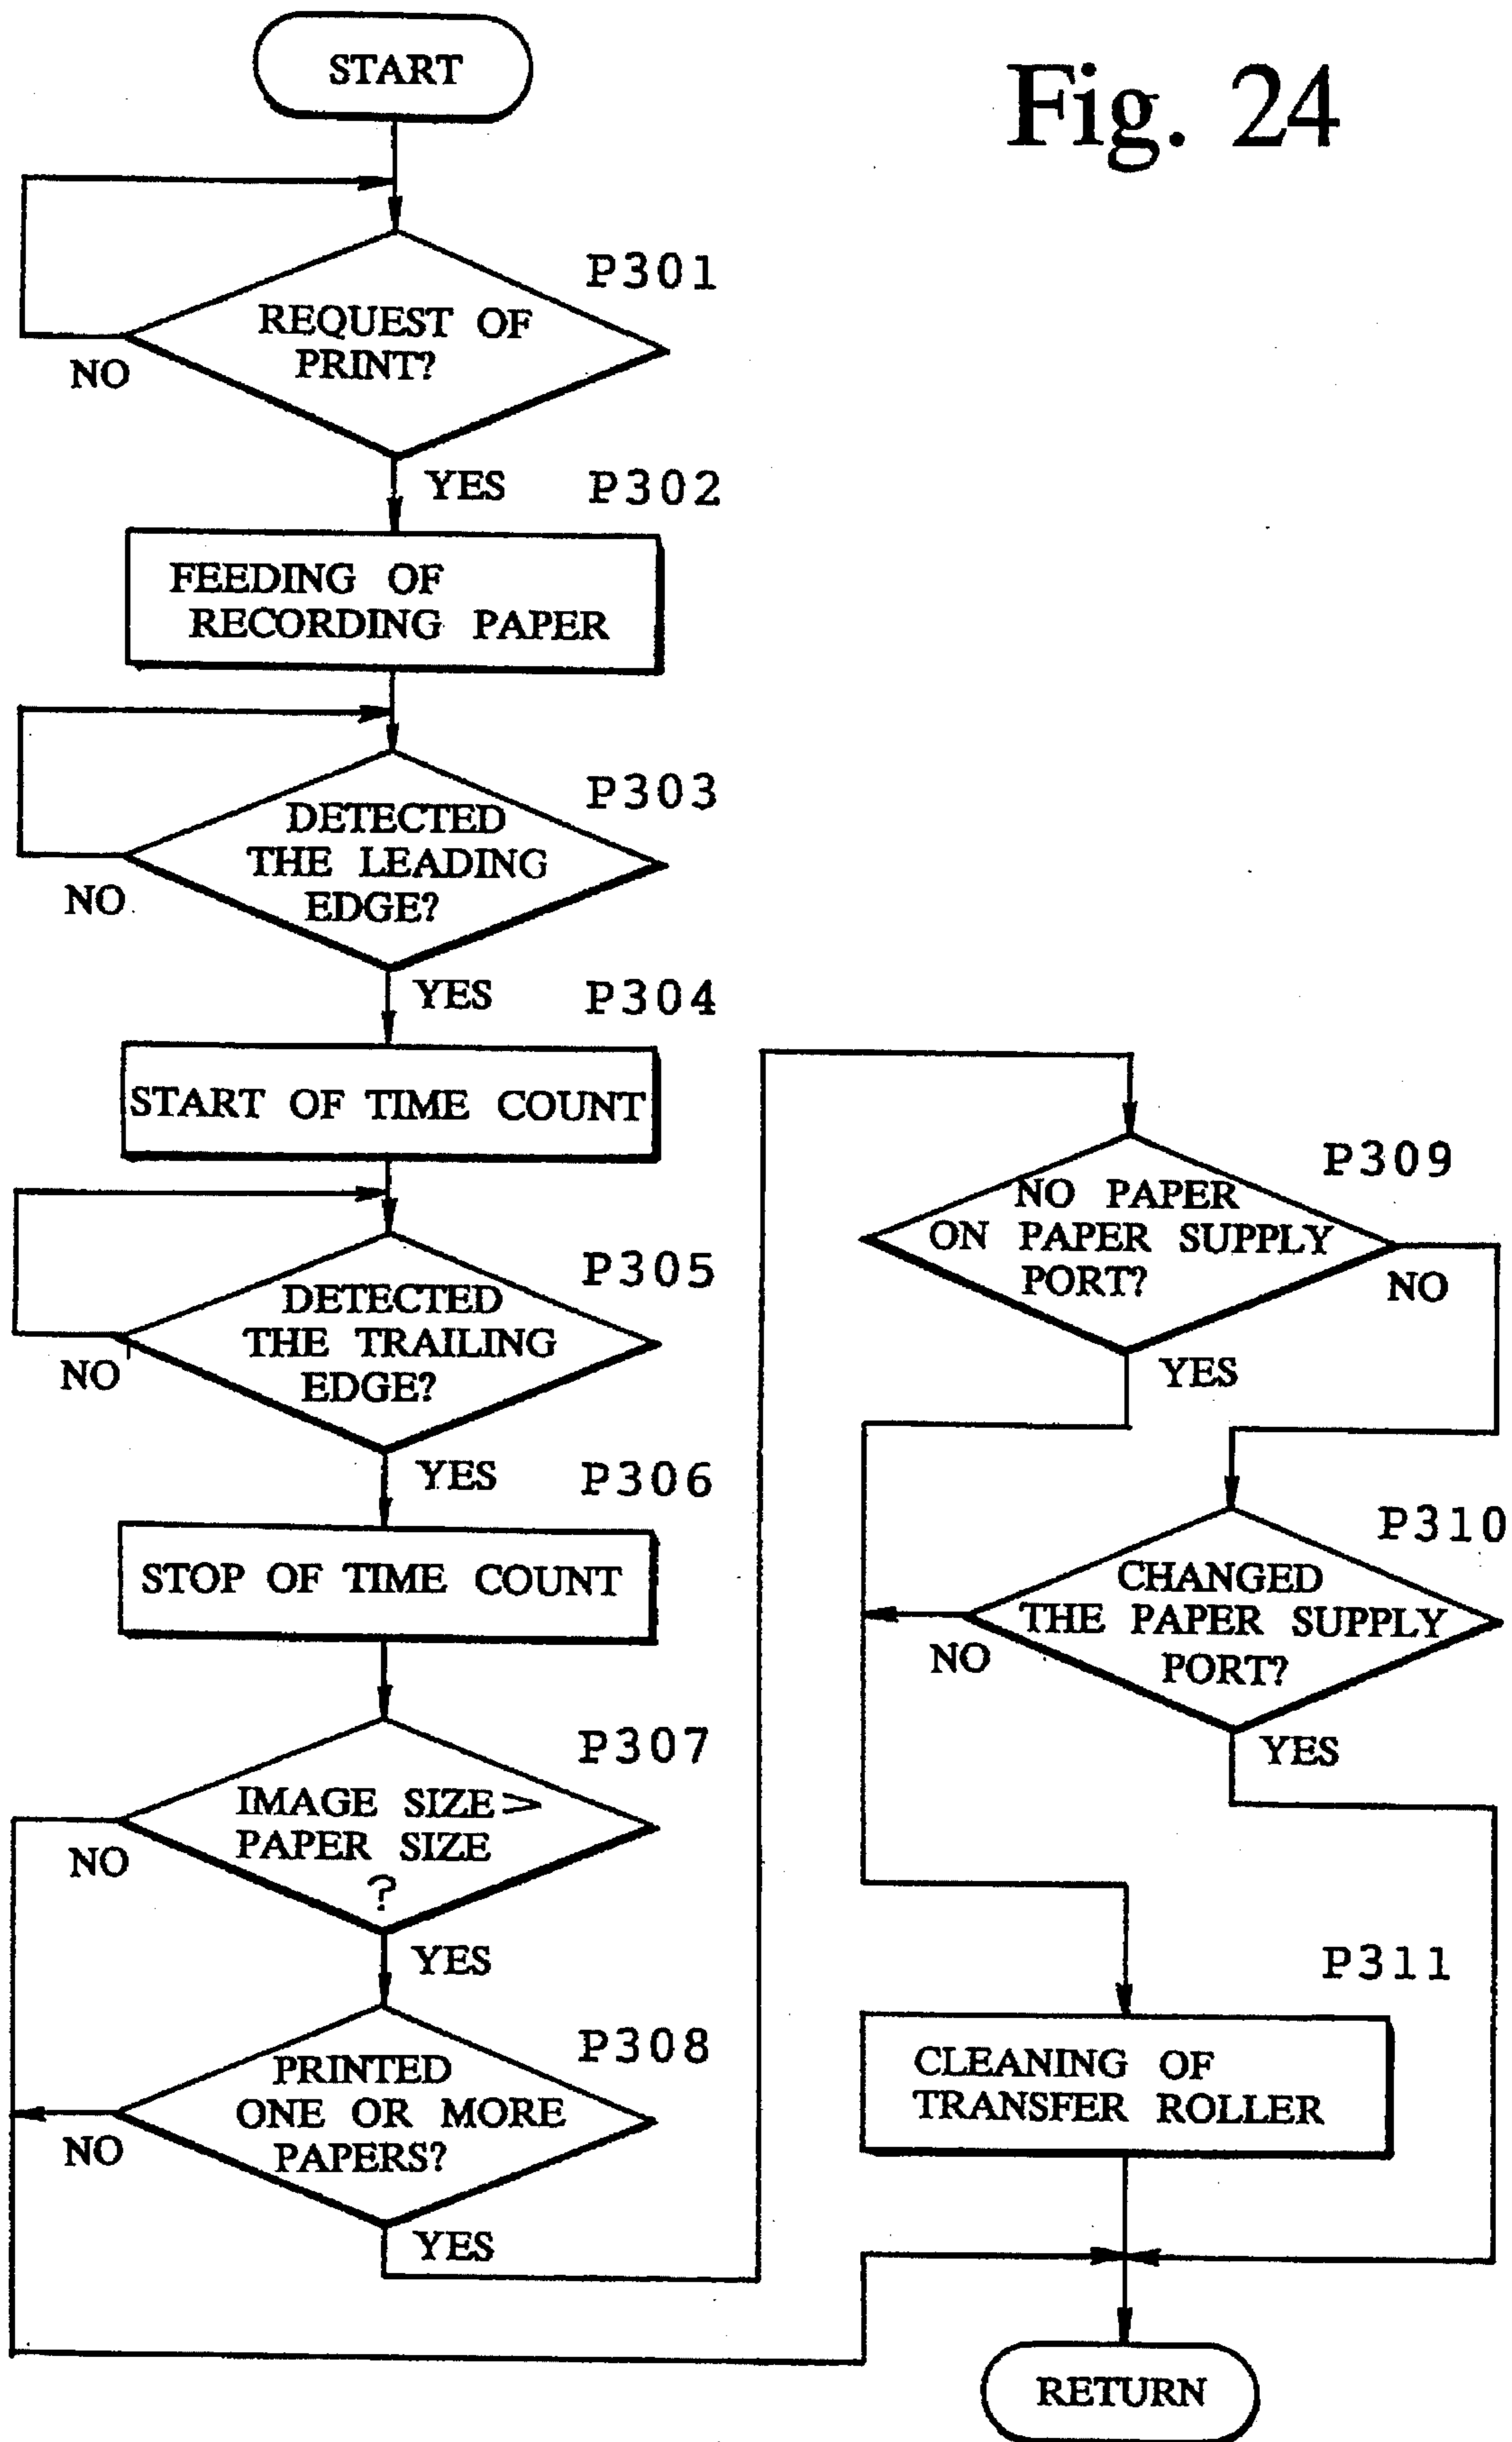 Fig. 24
START
P301
REQUEST OF
PRINT?
NO
YES
P302
FEEDING OF
RECORDING PAPER
P303
DETECTED
THE LEADING
EDGE?
NO
YES
P304
START OF TIME COUNT
P305
DETECTED
THE TRAILING
EDGE?
NO
YES
P306
STOP OF TIME COUNT
P307
IMAGE SIZE >
PAPER SIZE
?
NO
YES
P308
PRINTED
ONE OR MORE
PAPERS?
NO
YES
P309
NO PAPER
ON PAPER SUPPLY
PORT?
NO
YES
P310
CHANGED
THE PAPER SUPPLY
PORT?
NO
YES
P311
CLEANING OF
TRANSFER ROLLER
RETURN